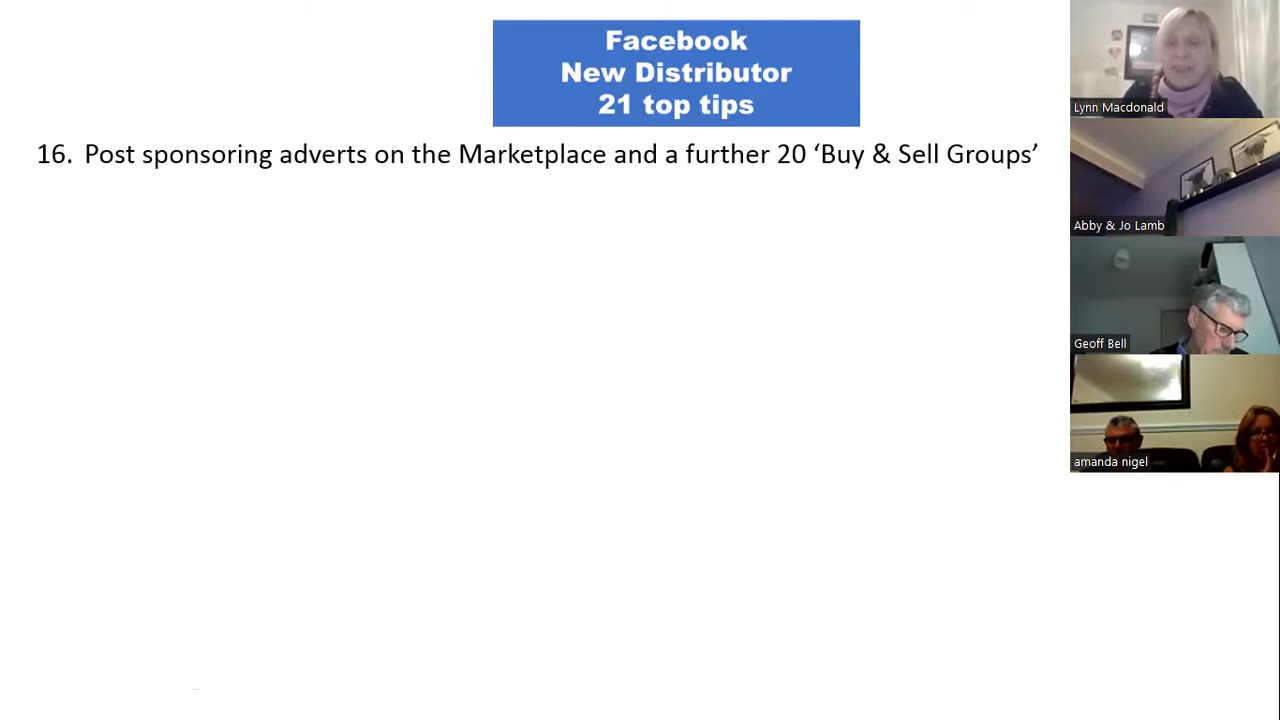 Facebook
New Distributor
21 top tips
16. Post sponsoring adverts on the Marketplace and a further 20 ‘Buy & Sell Groups’
Lynn Macdonald
Abby & Jo Lamb
Geoff Bell
amanda nigel